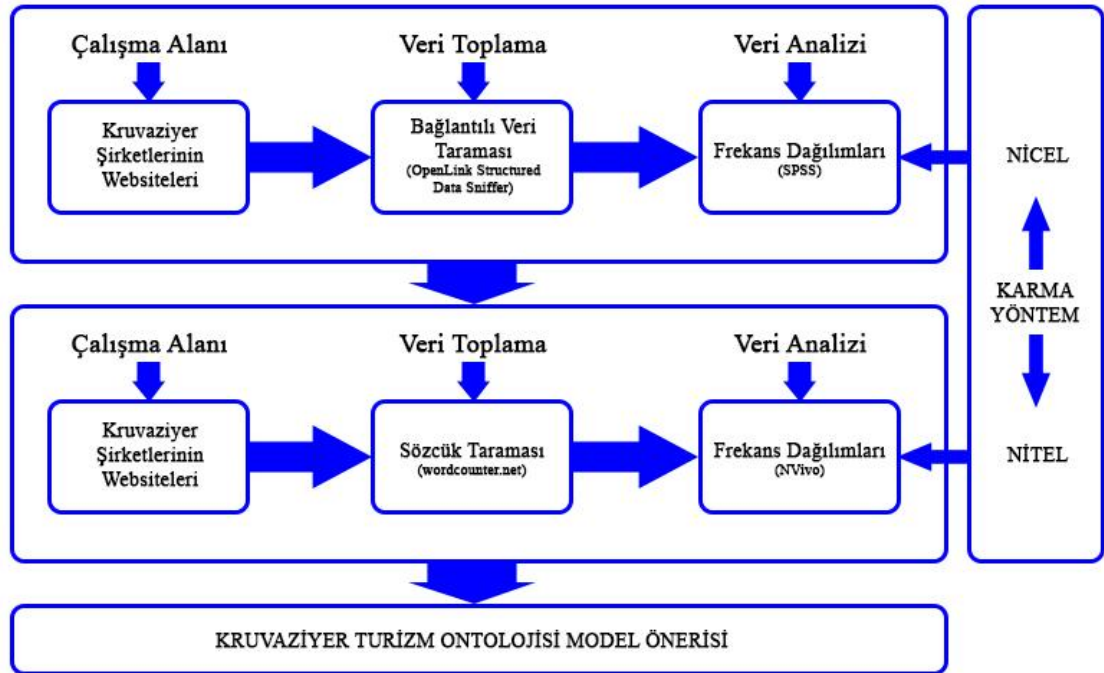 Çalışma Alanı
Veri Toplama
Veri Analizi
Kruvaziyer
Şirketlerinin
Websiteleri
Bağlantılı Veri
Taraması
(OpenLink Structured
Data Sniffer)
Frekans Dağılımları
(SPSS)
NİCEL
KARMA
YÖNTEM
NİTEL
Çalışma Alanı
Veri Toplama
Veri Analizi
Kruvaziyer
Şirketlerinin
Websiteleri
Sözcük Taraması
(wordcounter.net)
Frekans Dağılımları
(NVivo)
KRUVAZİYER TURİZM ONTOLOJİSİ MODEL ÖNERİSİ